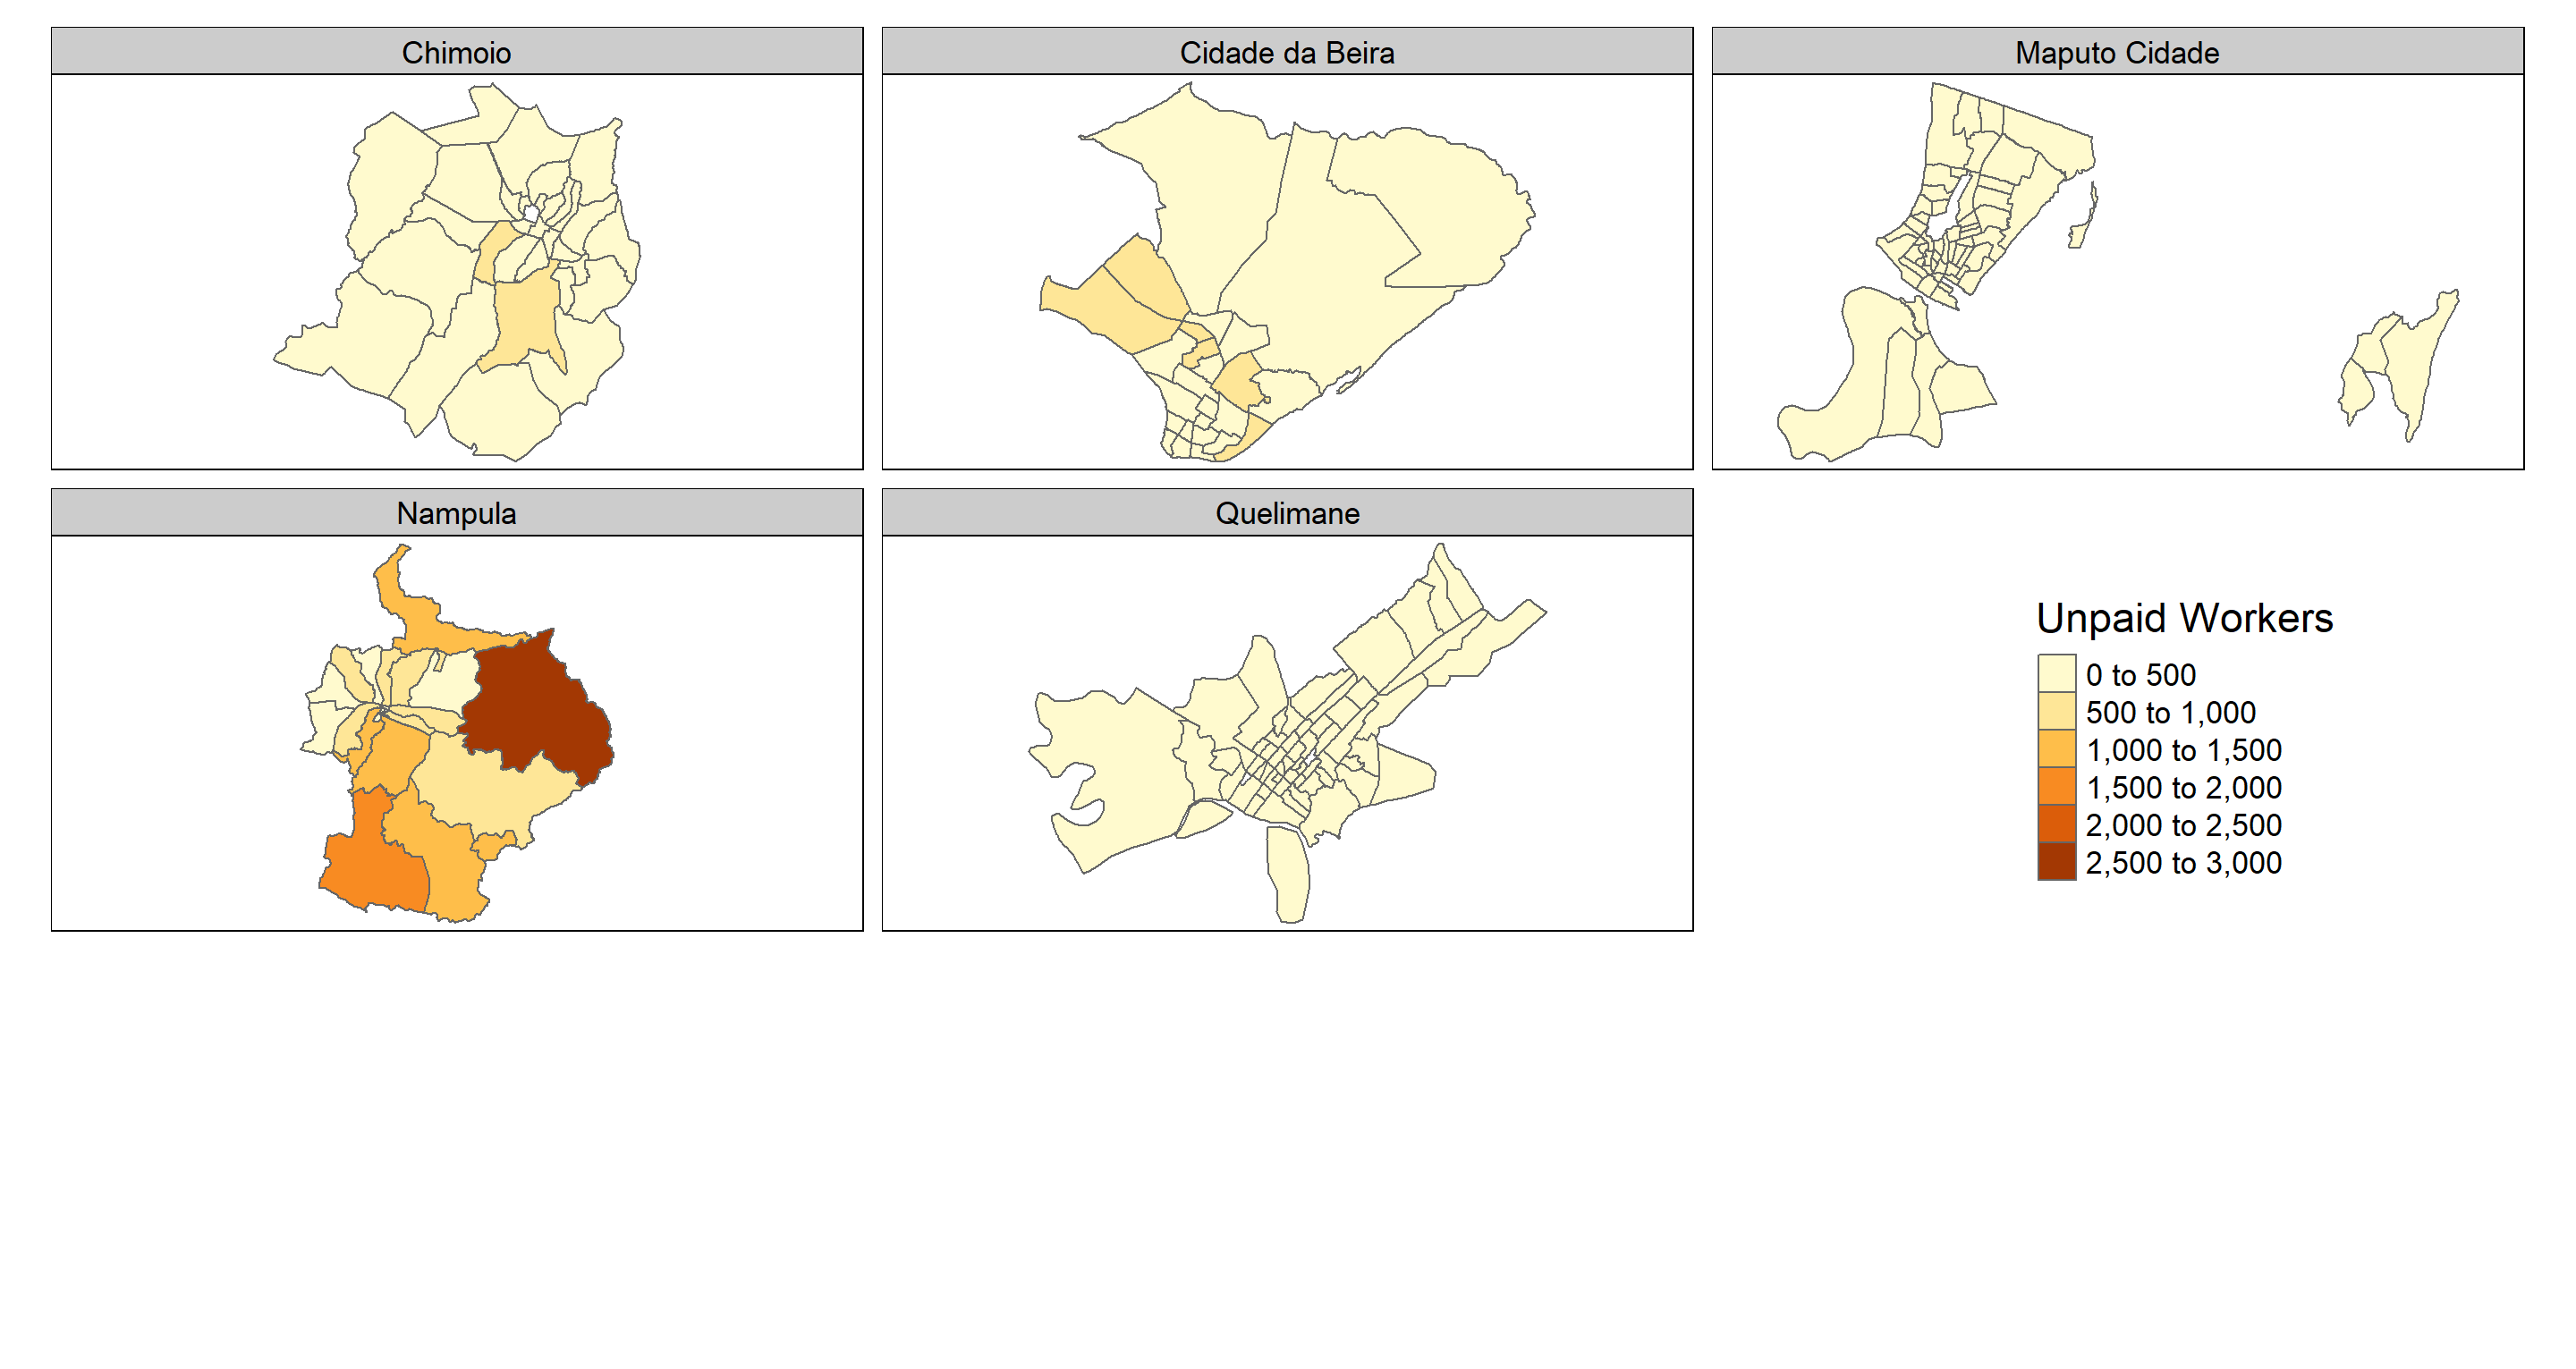 Chimoio
Cidade da Beira
Maputo Cidade
Nampula
Quelimane
Unpaid Workers
0 to 500
500 to 1,000
1,000 to 1,500
1,500 to 2,000
2,000 to 2,500
2,500 to 3,000